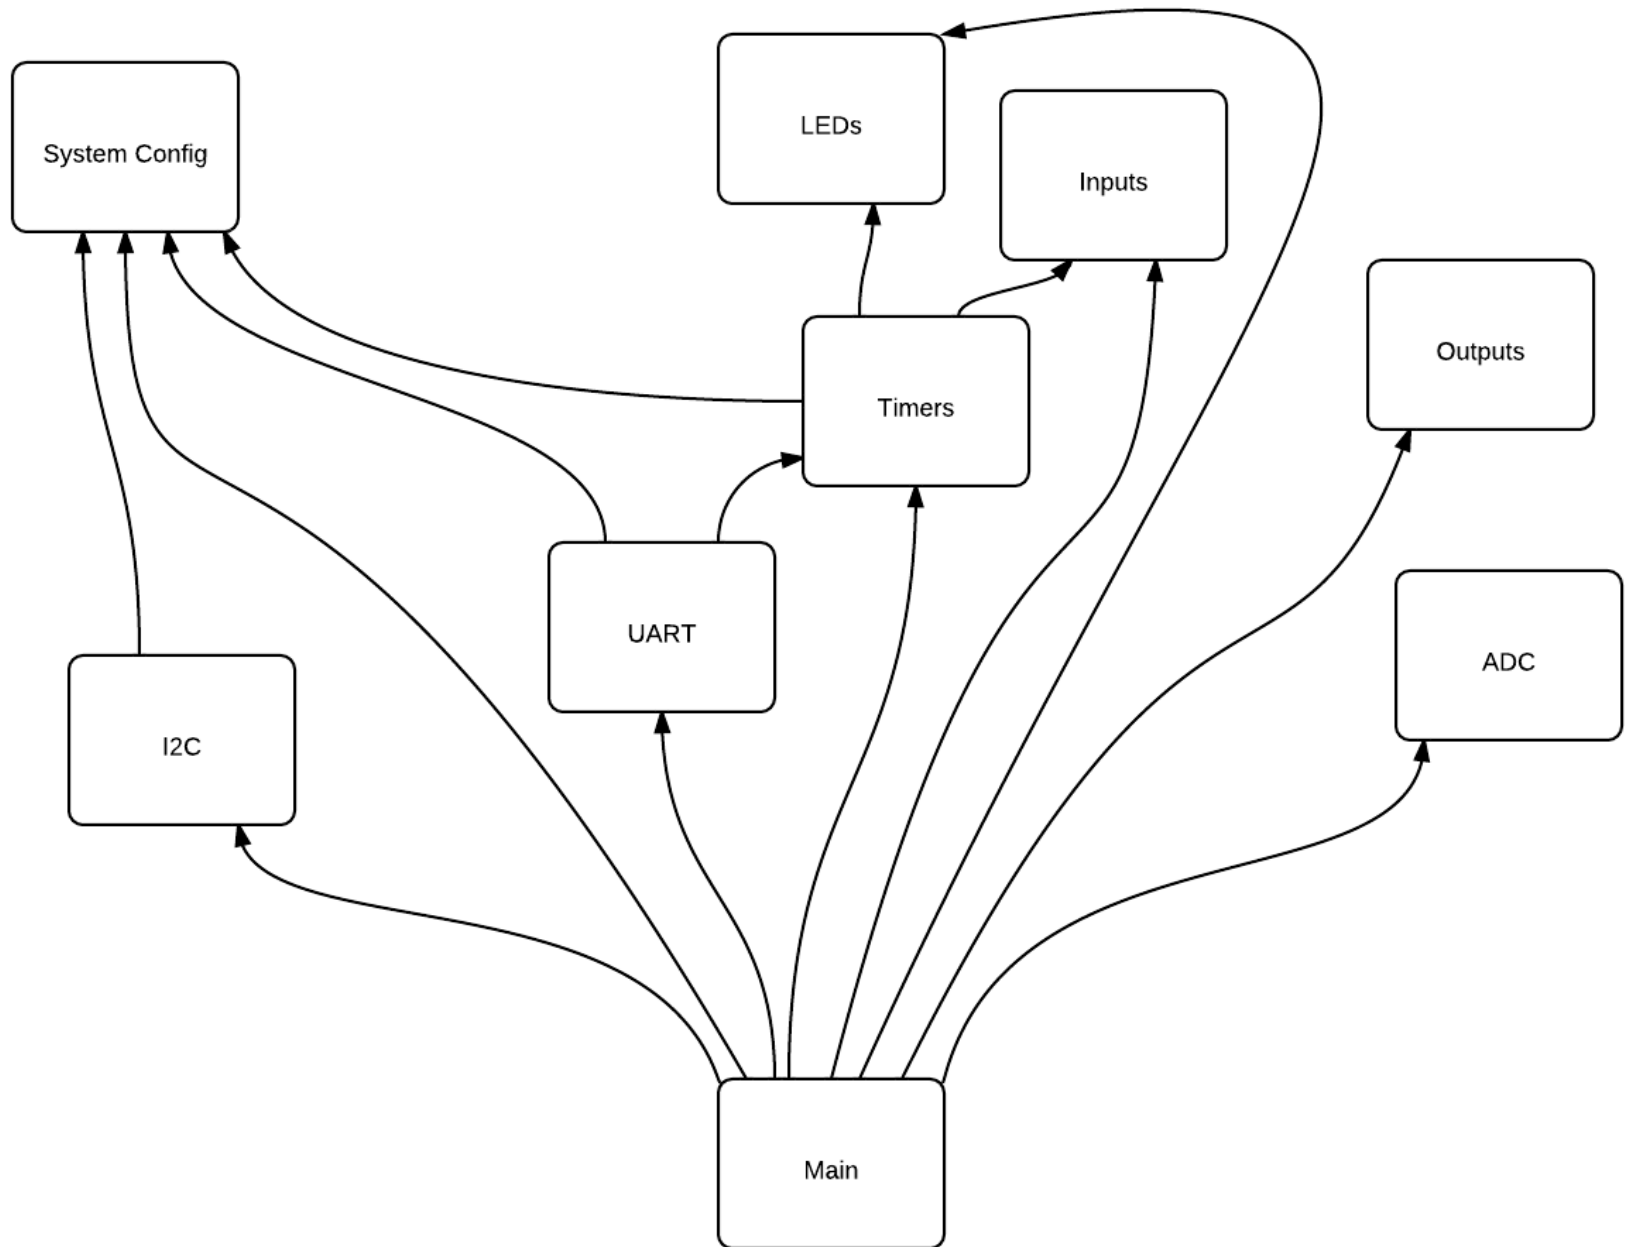 LEDs
System Config
Inputs
Outputs
Timers
UART
ADC
I2C
Main